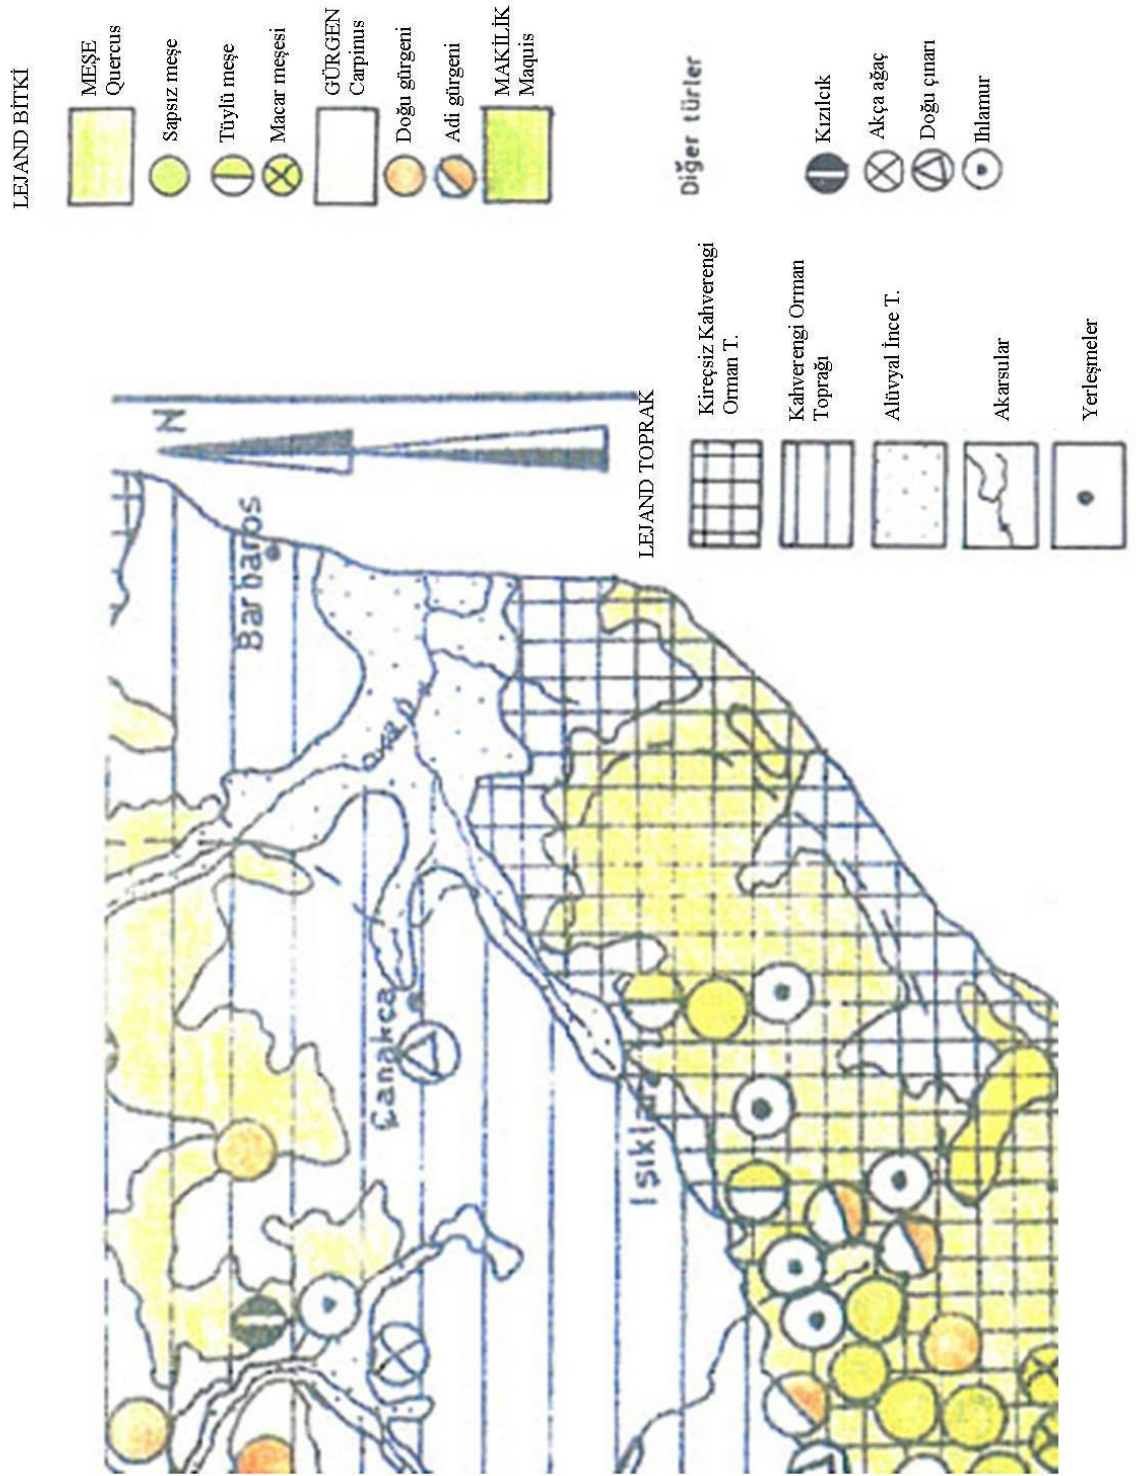 LEJAND BİTKİ
MEŞE
Quercus
Sapsız meşe
Tüylü meşe
Macar meşesi
GÜRGEN
Carpinus
Doğu gürgeni
Adi gürgeni
MAKİLİK
Maquis
Diğer türler
Kızılcık
Akça ağaç
Doğu çınarı
Ihlamur
LEJAND TOPRAK
Kireçsiz Kahverengi
Orman T.
Kahverengi Orman
Toprağı
Alüvyal İnce T.
Akarsular
Yerleşmeler
N
Barbaros
Çanakça
Işıklar